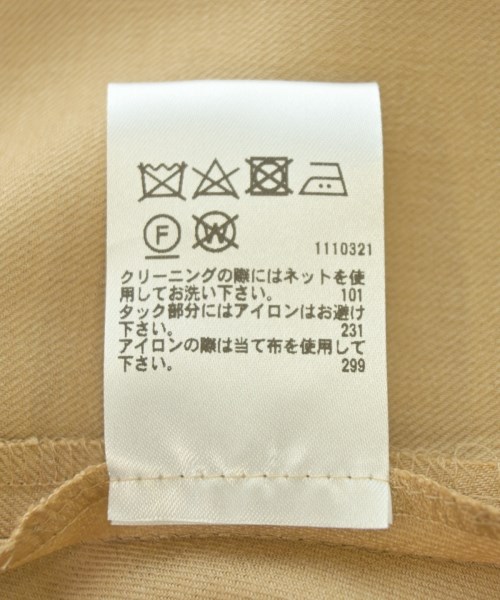 F W
1110321
クリーニングの際にはネットを使
用してお洗い下さい。 101
タック部分にはアイロンはお避け
下さい。 231
アイロンの際は当て布を使用して
下さい。 299